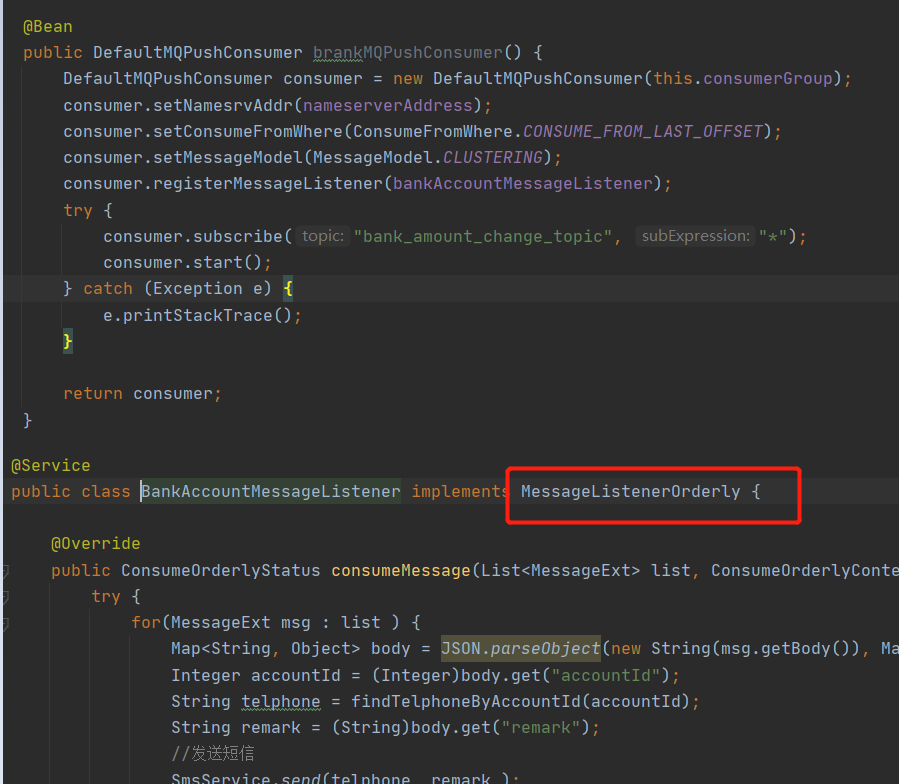 @Bean
public DefaultMQPushConsumer brankMQPushConsumer() {
DefaultMQPushConsumer consumer = new DefaultMQPushConsumer(this.consumerGroup);
consumer.setNamesrvAddr(nameserverAddress);
consumer.setConsumeFromWhere(ConsumeFromWhere.CONSUME_FROM_LAST_OFFSET);
consumer.setMessageModel(MessageModel.CLUSTERING);
consumer.registerMessageListener(bankAccountMessageListener);
try {
consumer.subscribe( topic: "bank_amount_change_topic", subExpression: "*");
consumer.start();
} catch (Exception e) {
e.printStackTrace();
}
return consumer;
}
@Service
public class BankAccountMessageListener implements MessageListenerOrderly {
@Override
public ConsumeOrderlyStatus consumeMessage(List<MessageExt> list, ConsumeOrderlyConte
try {
for(MessageExt msg : list ) {
Map<String, Object> body = JSON.parseObject(new String(msg.getBody()), Ma
Integer accountId = (Integer)body.get("accountId");
String telphone = findTelphoneByAccountId(accountId);
String remark = (String)body.get("remark");
//发送短信
SmsService.send(telphone, remark );